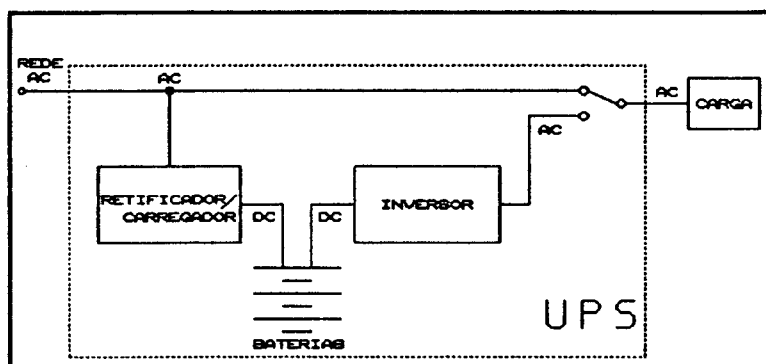 REDE
AC
AC
AC
CARGA
AC
RETIFICADOR/
CARREGADOR
DC
DC
INVERSOR
UPS
BATERIAS